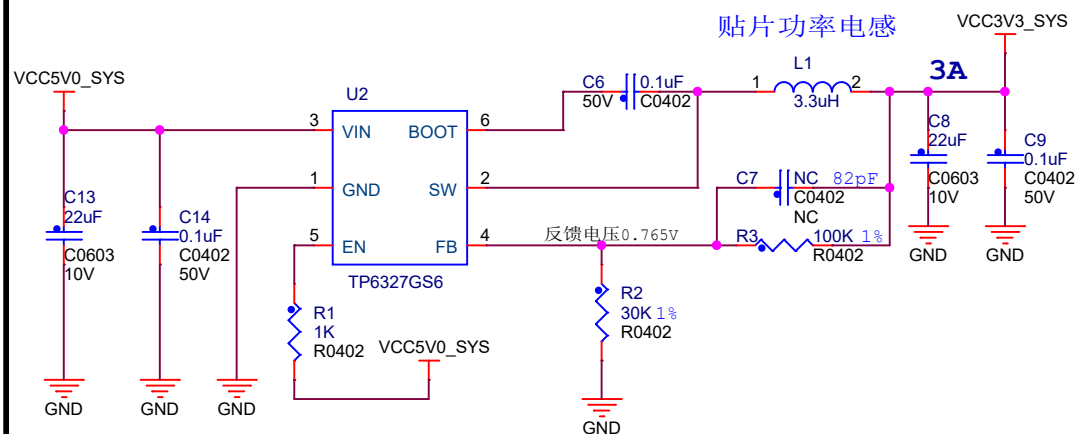 贴片功率电感
VCC3V3_SYS
VCC5V0_SYS
U2
C6
50V
0.1uF
C0402
1
L1
2
3.3uH
3A
3
VIN
BOOT
6
1
GND
SW
2
5
EN
FB
4
TP6327GS6
C8
22uF
C0603
10V
C9
0.1uF
C0402
50V
C7
NC
82pF
C0402
NC
C13
22uF
C0603
10V
C14
0.1uF
C0402
50V
反馈电压0.765V
R3
100K 1%
R0402
GND
GND
R1
1K
R0402
VCC5V0_SYS
R2
30K 1%
R0402
GND
GND
GND
GND